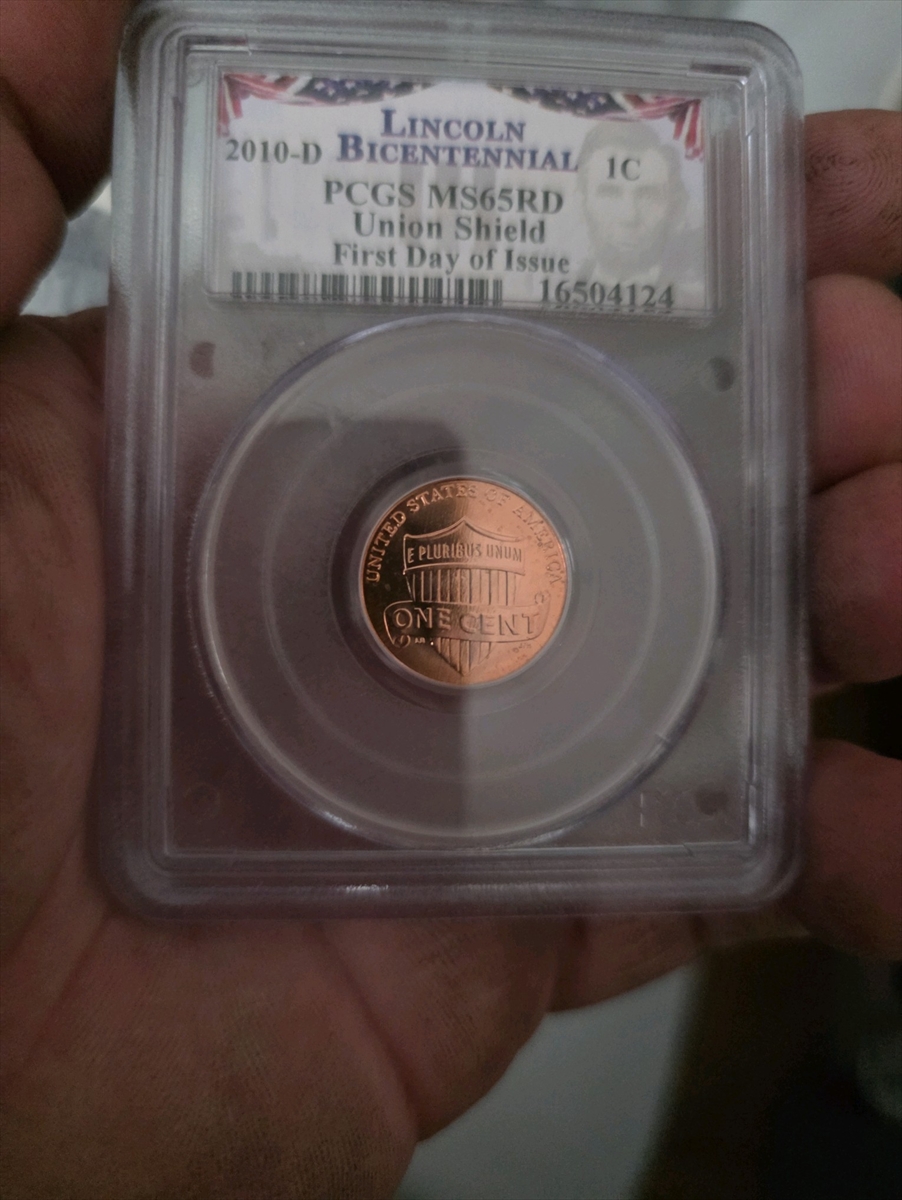 LINCOLN
2010-D BICENTENNIAL 1C
PCGS MS65RD
Union Shield
First Day of Issue
16504124
UNITED STATES OF AMERICA
E PLURIBUS UNUM
ONE CENT